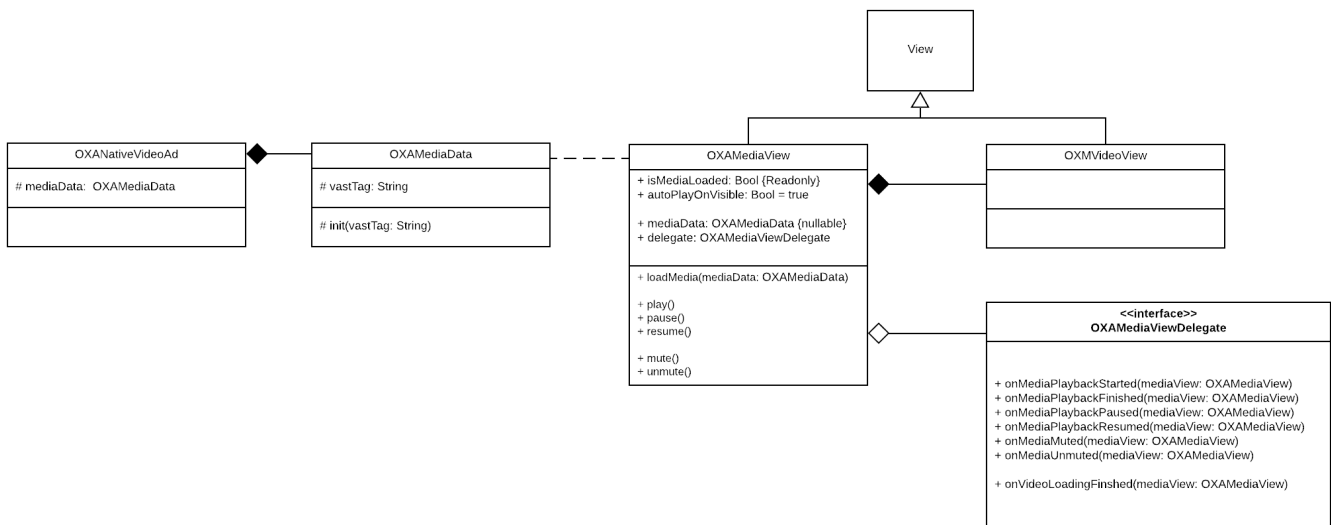 View
OXANativeVideoAd
# mediaData:  OXAMediaData
OXAMediaData
# vastTag: String
# init(vastTag: String)
OXAMediaView
+ isMediaLoaded: Bool {Readonly}
+ autoPlayOnVisible: Bool = true
+ mediaData: OXAMediaData {nullable}
+ delegate: OXAMediaViewDelegate
+ loadMedia(mediaData: OXAMediaData)
+ play()
+ pause()
+ resume()
+ mute()
+ unmute()
OXMVideoView
<<interface>>
OXAMediaViewDelegate
+ onMediaPlaybackStarted(mediaView: OXAMediaView)
+ onMediaPlaybackFinished(mediaView: OXAMediaView)
+ onMediaPlaybackPaused(mediaView: OXAMediaView)
+ onMediaPlaybackResumed(mediaView: OXAMediaView)
+ onMediaMuted(mediaView: OXAMediaView)
+ onMediaUnmuted(mediaView: OXAMediaView)
+ onVideoLoadingFinshed(mediaView: OXAMediaView)